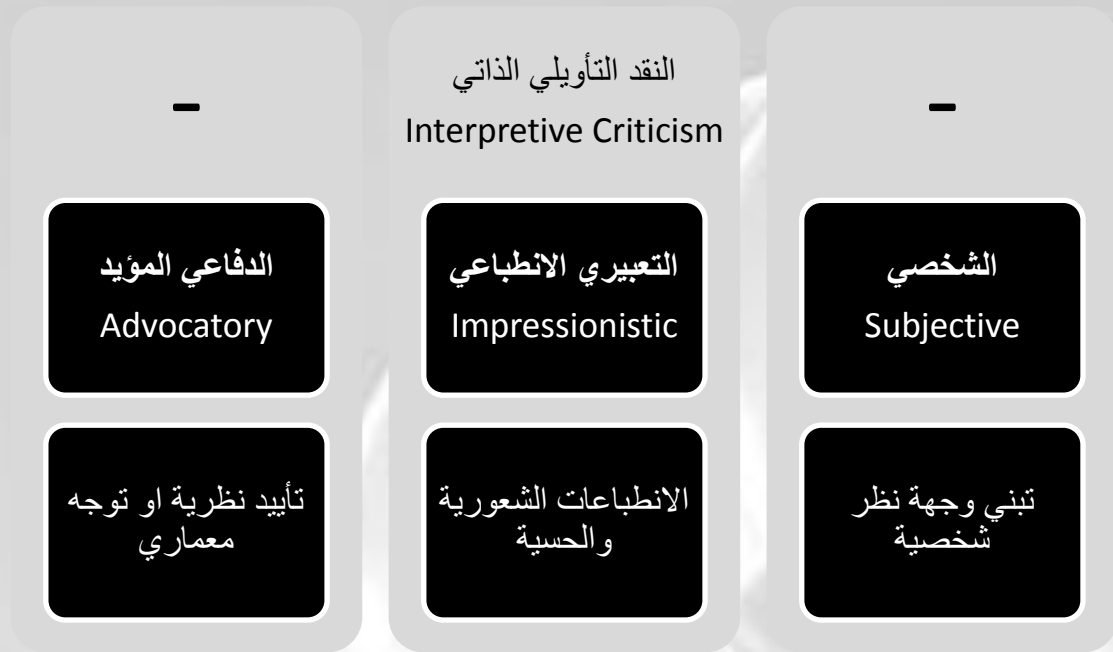 -
النقد التأويلي الذاتي
Interpretive Criticism
-
الشخصي
Subjective
تبني وجهة نظر
شخصية
التعبيري الانطباعي
Impressionistic
الانطباعات الشعورية
والحسية
الدفاعي المؤيد
Advocatory
تأييد نظرية او توجه
معماري